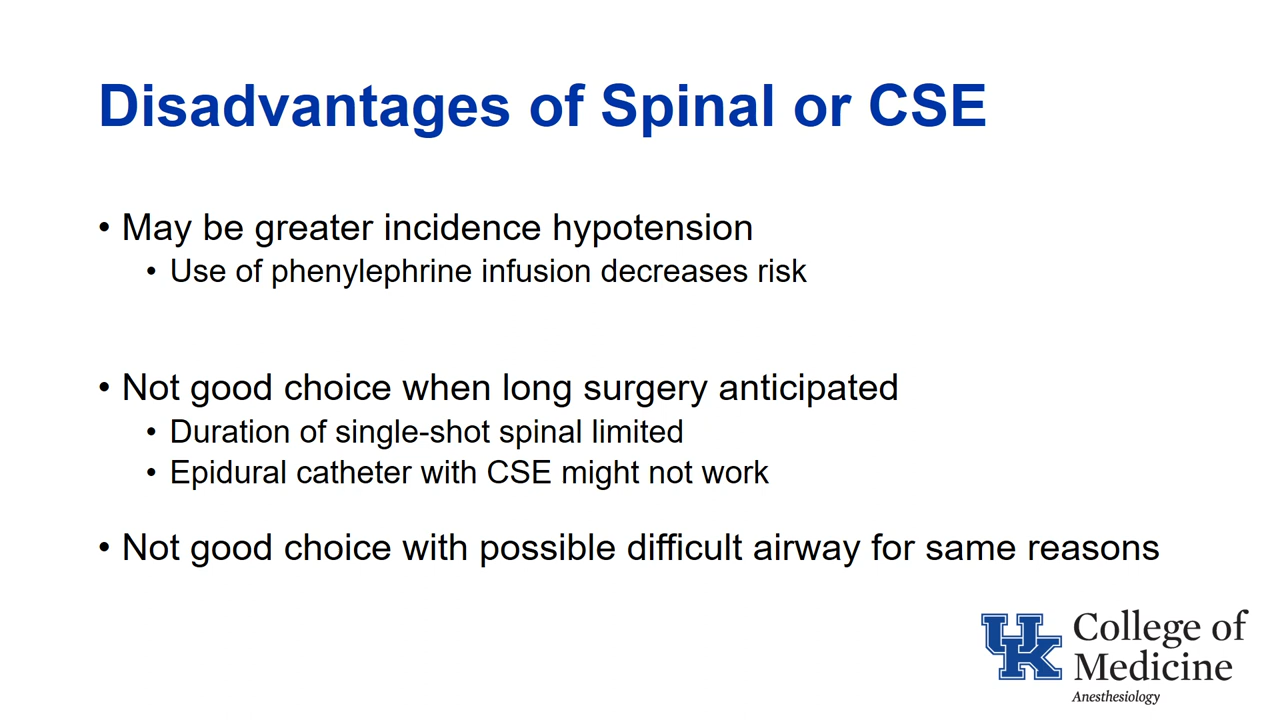 Disadvantages of Spinal or CSE
• May be greater incidence hypotension
• Use of phenylephrine infusion decreases risk
• Not good choice when long surgery anticipated
• Duration of single-shot spinal limited
• Epidural catheter with CSE might not work
• Not good choice with possible difficult airway for same reasons
UK College of
Medicine
Anesthesiology